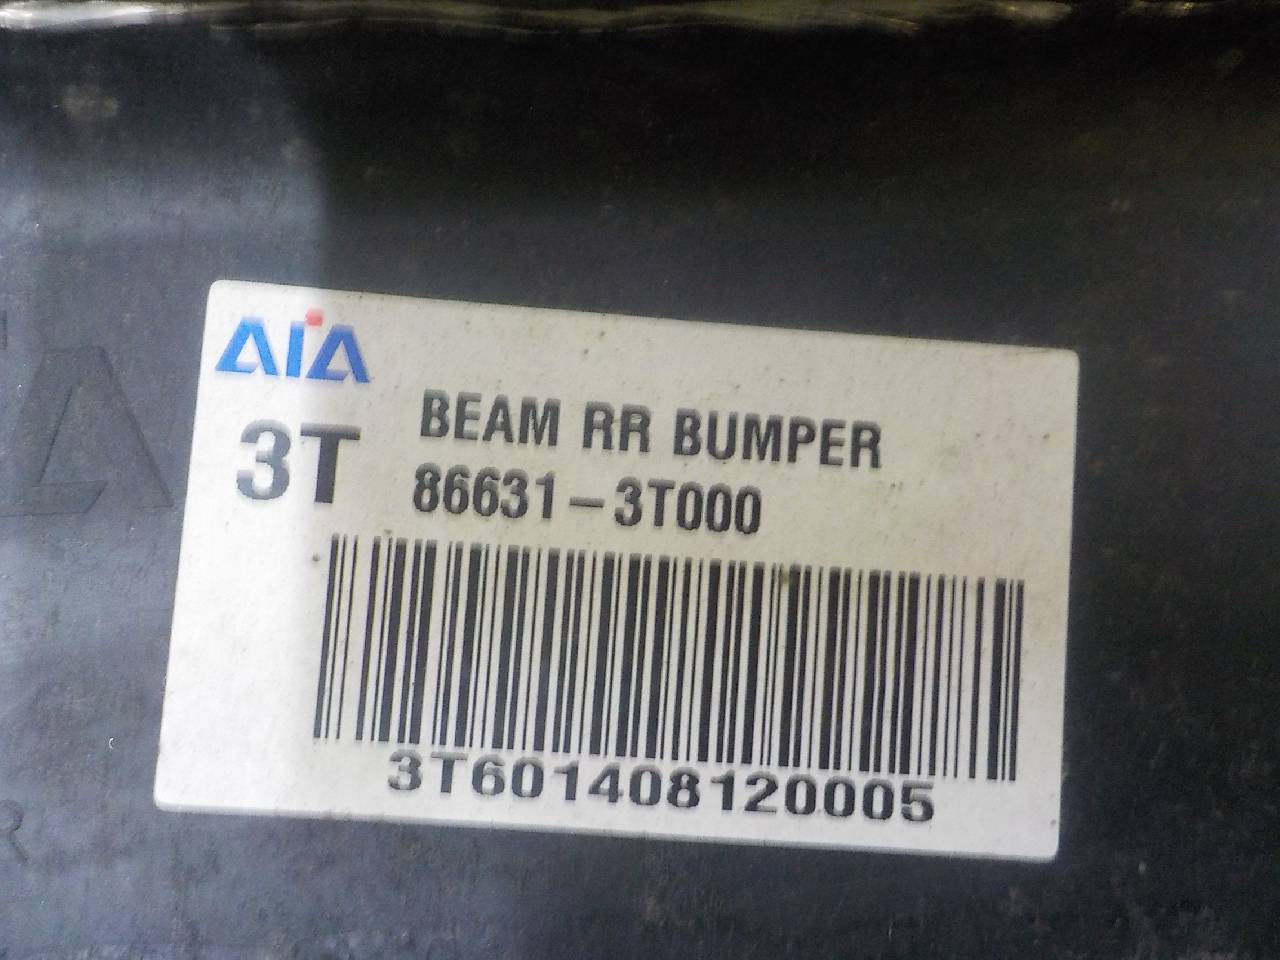 AIA
3T
BEAM RR BUMPER
86631-3T000
3T601408120005
R